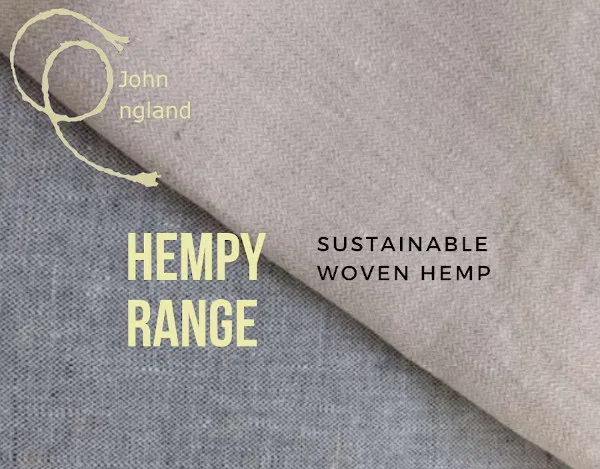 John
ngland
HEMPY
RANGE
SUSTAINABLE
WOVEN HEMP